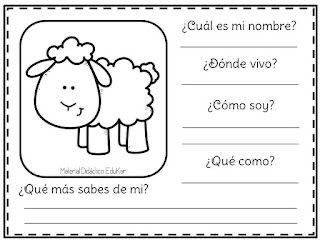 ¿Cuál es mi nombre?
¿Dónde vivo?
¿Cómo soy?
¿Qué como?
Material Didáctico EduKar
¿Qué más sabes de mi?